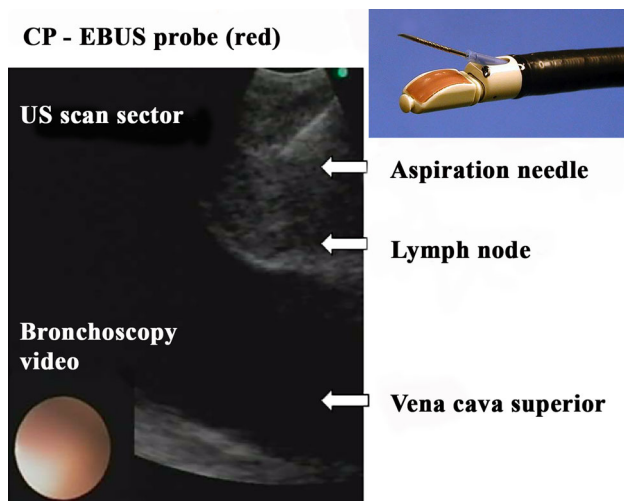 CP - EBUS probe (red)
US scan sector
Aspiration needle
Lymph node
Bronchoscopy
video
Vena cava superior